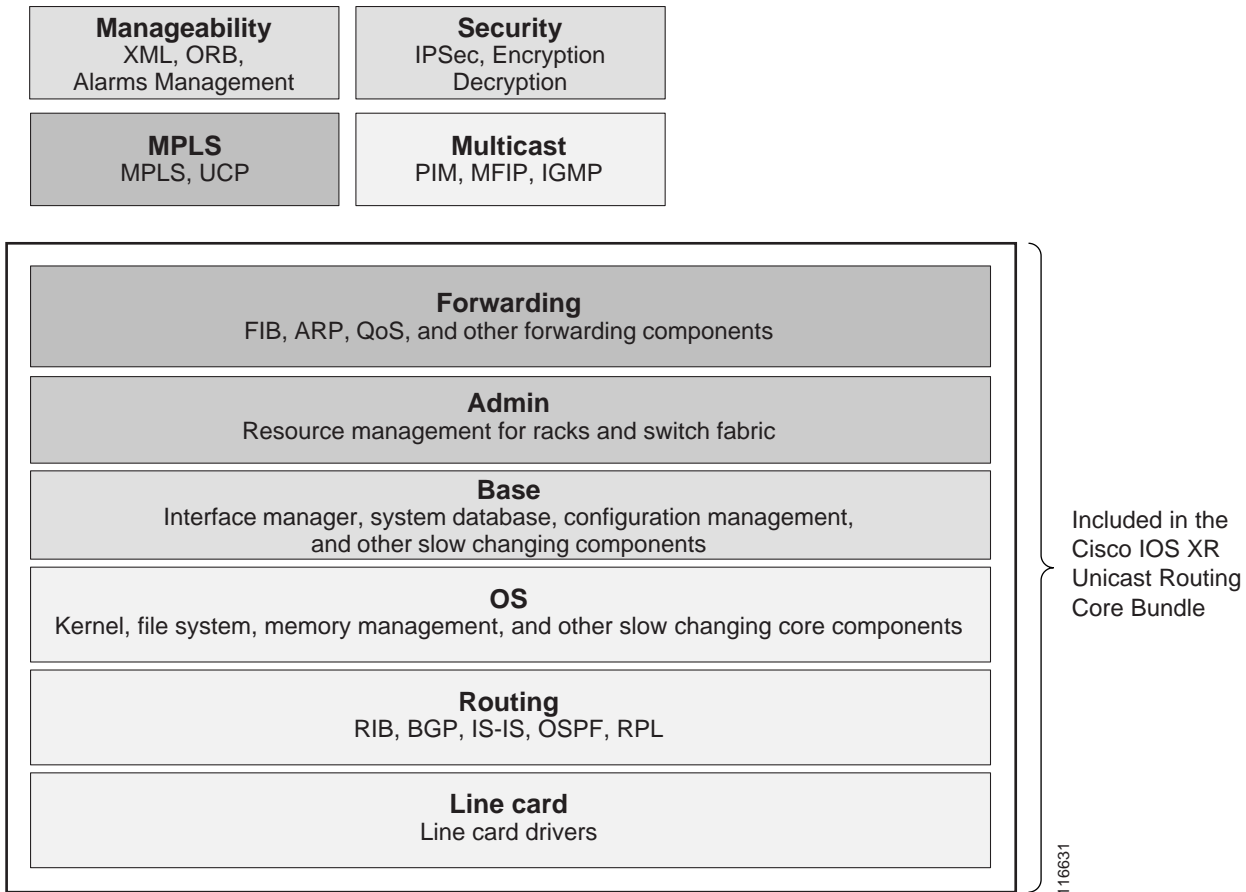 Manageability
XML, ORB,
Alarms Management
Security
IPSec, Encryption
Decryption
MPLS
MPLS, UCP
Multicast
PIM, MFIP, IGMP
Forwarding
FIB, ARP, QoS, and other forwarding components
Admin
Resource management for racks and switch fabric
Base
Interface manager, system database, configuration management,
and other slow changing components
OS
Kernel, file system, memory management, and other slow changing core components
Routing
RIB, BGP, IS-IS, OSPF, RPL
Line card
Line card drivers
Included in the
Cisco IOS XR
Unicast Routing
Core Bundle
116631